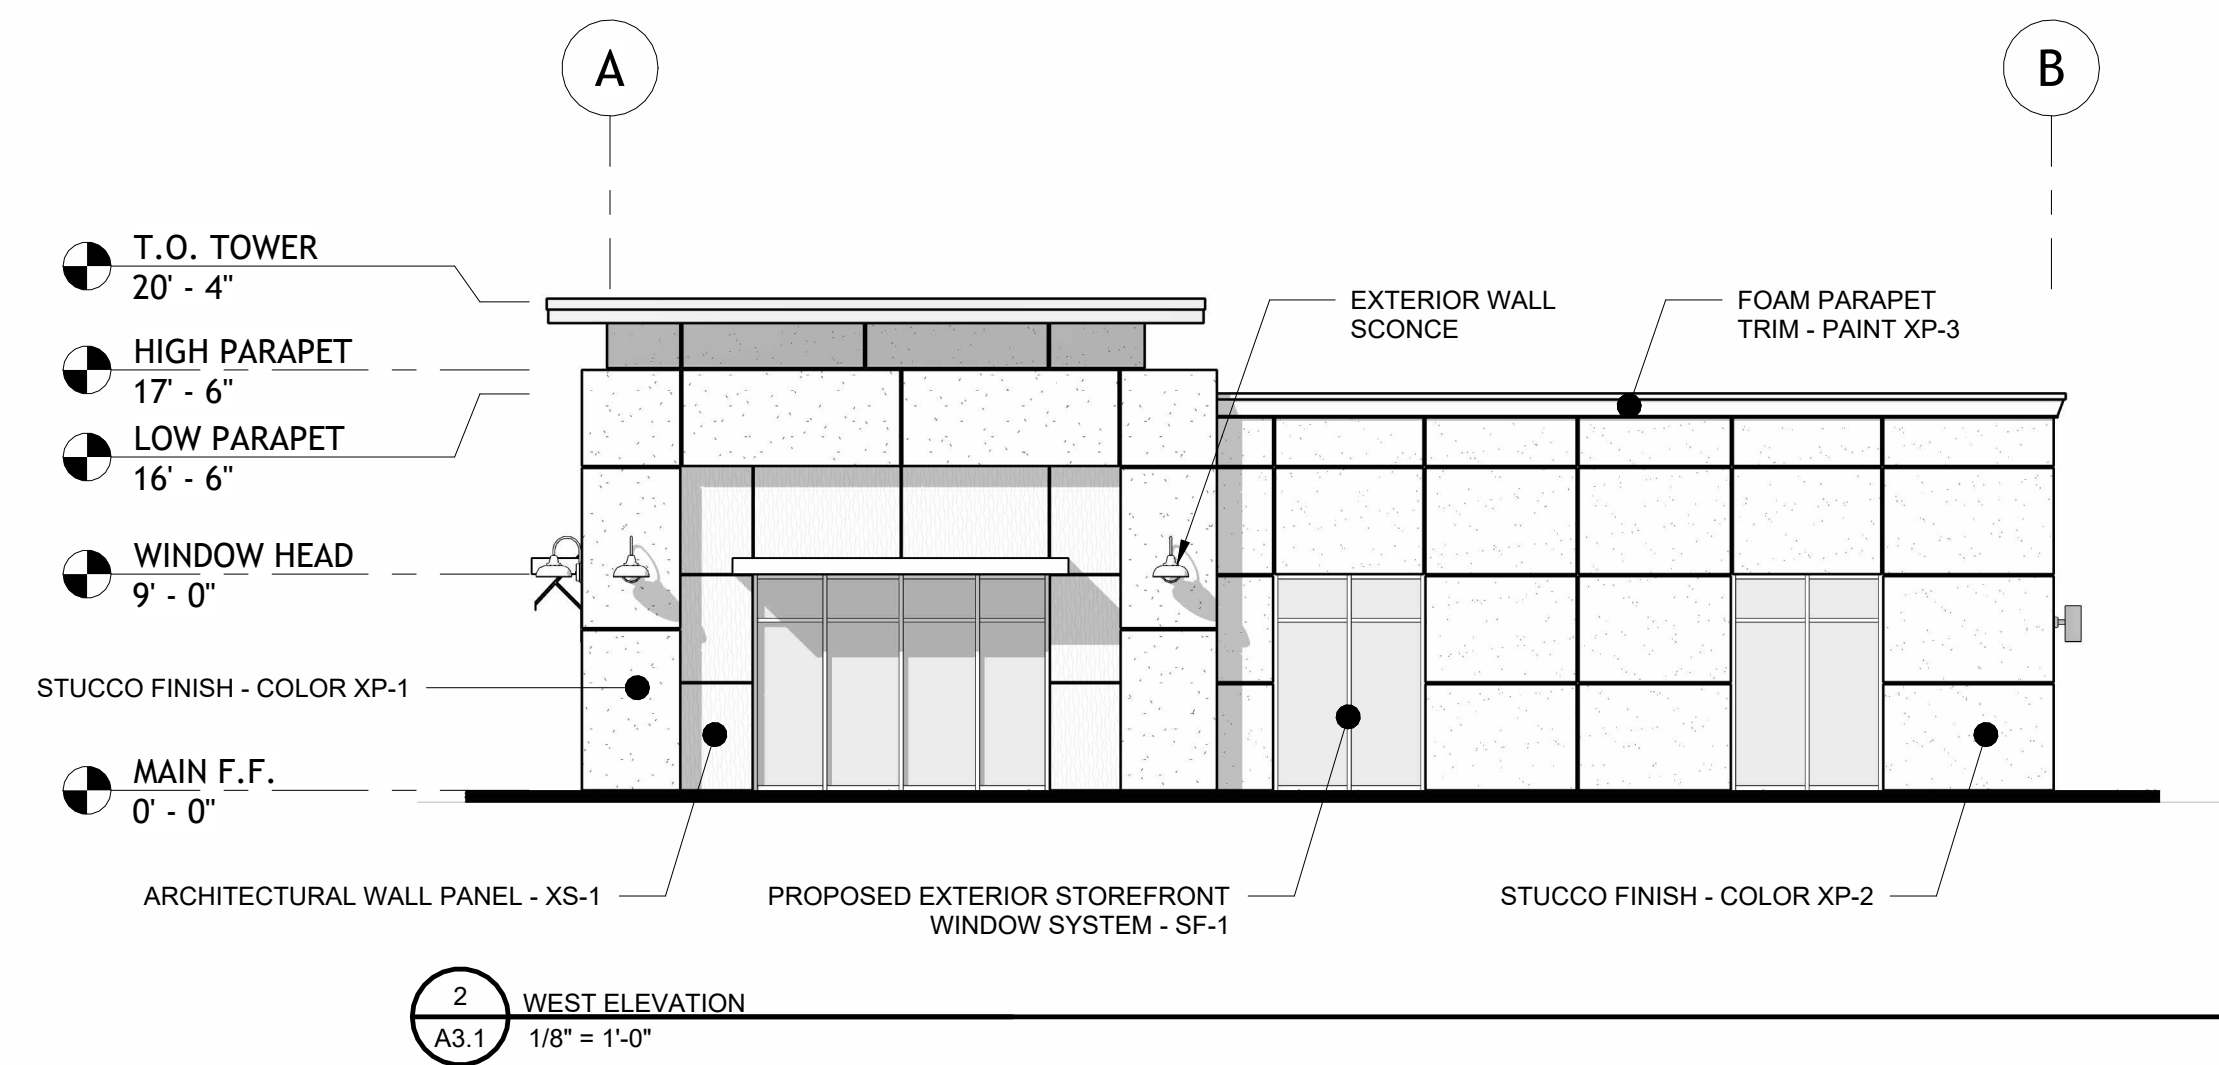 A
B
T.O. TOWER
20' - 4"
HIGH PARAPET
17' - 6"
LOW PARAPET
16' - 6"
WINDOW HEAD
9' - 0"
MAIN F.F.
0' - 0"
EXTERIOR WALL
SCONCE
FOAM PARAPET
TRIM - PAINT XP-3
STUCCO FINISH - COLOR XP-1
ARCHITECTURAL WALL PANEL - XS-1
PROPOSED EXTERIOR STOREFRONT
WINDOW SYSTEM - SF-1
STUCCO FINISH - COLOR XP-2
2
A3.1
WEST ELEVATION
1/8" = 1'-0"